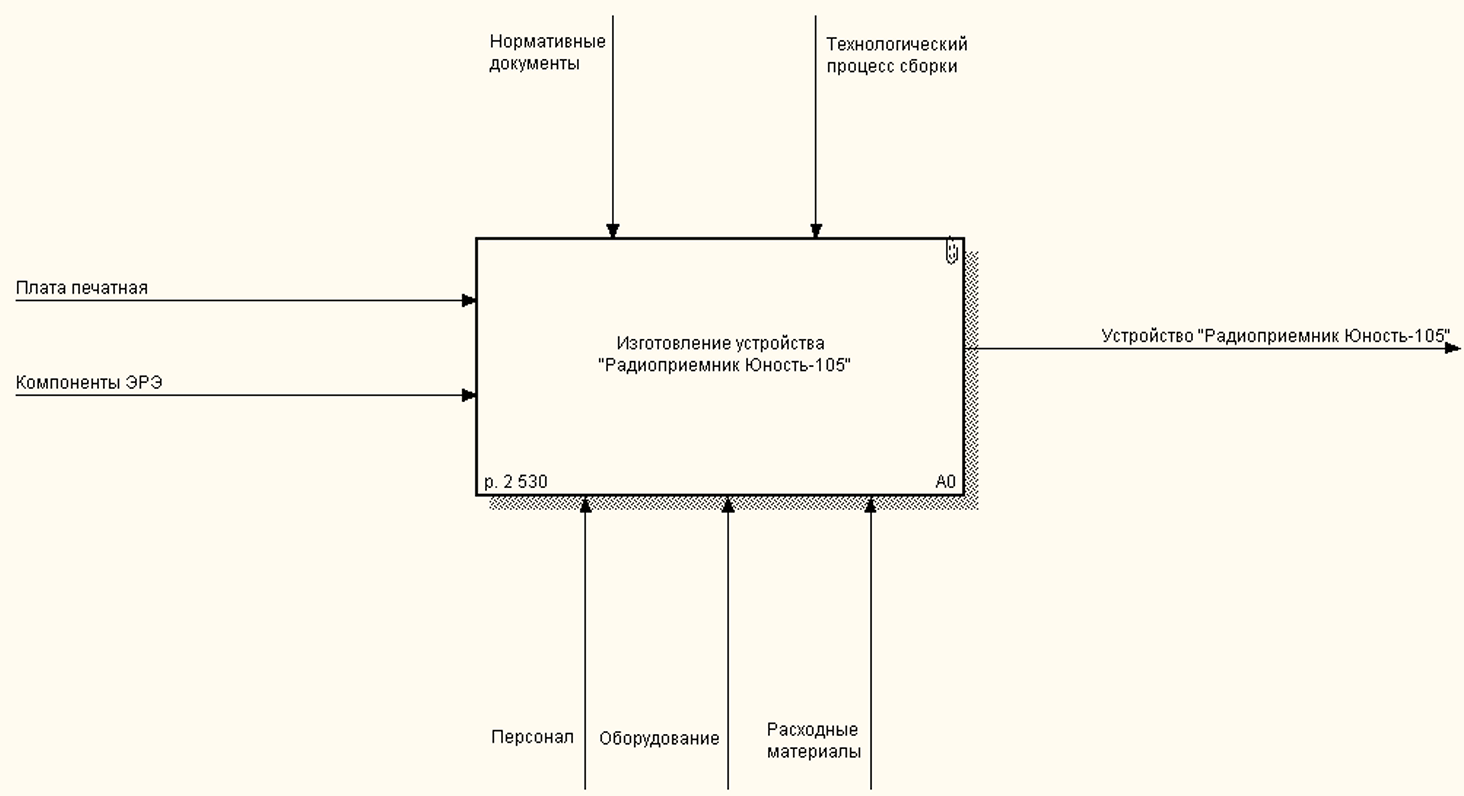 Нормативные
документы
Технологический
процесс сборки
Плата печатная
Компоненты ЭРЭ
Изготовление устройства
"Радиоприемник Юность-105"
р. 2 530
A0
Устройство "Радиоприемник Юность-105"
Персонал
Оборудование
Расходные
материалы